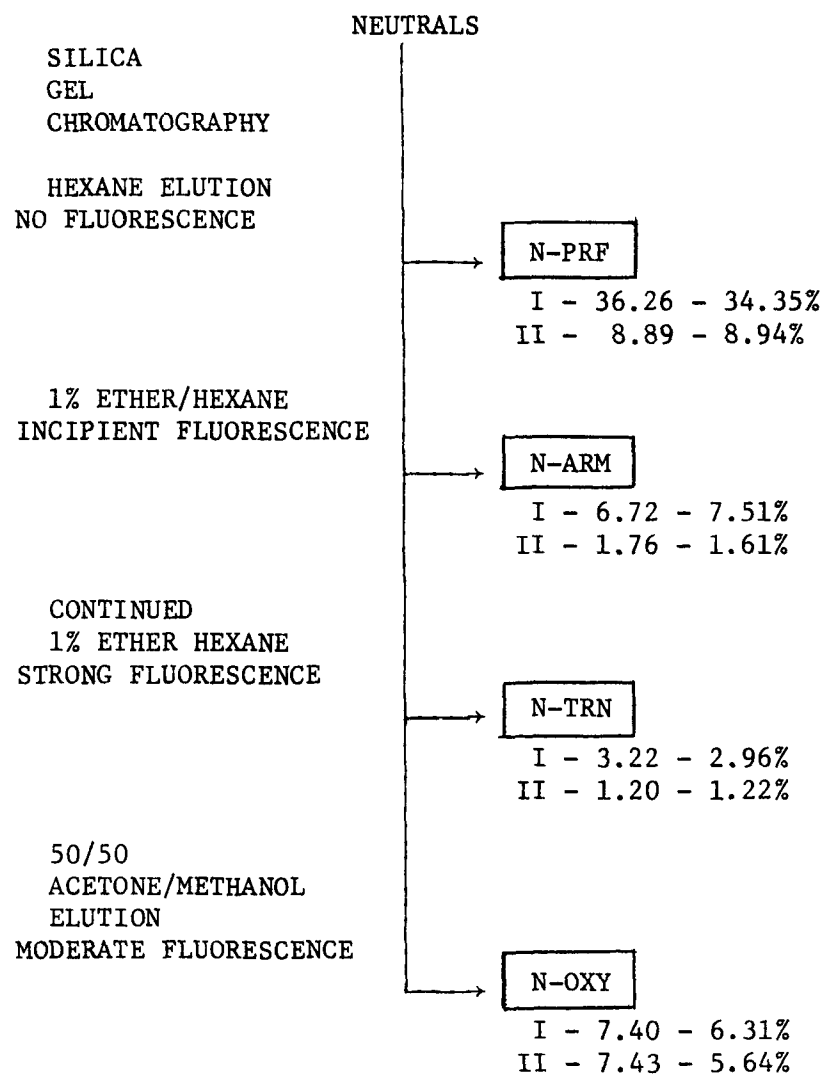 NEUTRALS
SILICA
GEL
CHROMATOGRAPHY
HEXANE ELUTION
NO FLUORESCENCE
N-PRF
I - 36.26 - 34.35%
II - 8.89 - 8.94%
1% ETHER/HEXANE
INCIPIENT FLUORESCENCE
N-ARM
I - 6.72 - 7.51%
II - 1.76 - 1.61%
CONTINUED
1% ETHER HEXANE
STRONG FLUORESCENCE
N-TRN
I - 3.22 - 2.96%
II - 1.20 - 1.22%
50/50
ACETONE/METHANOL
ELUTION
MODERATE FLUORESCENCE
N-OXY
I - 7.40 - 6.31%
II - 7.43 - 5.64%